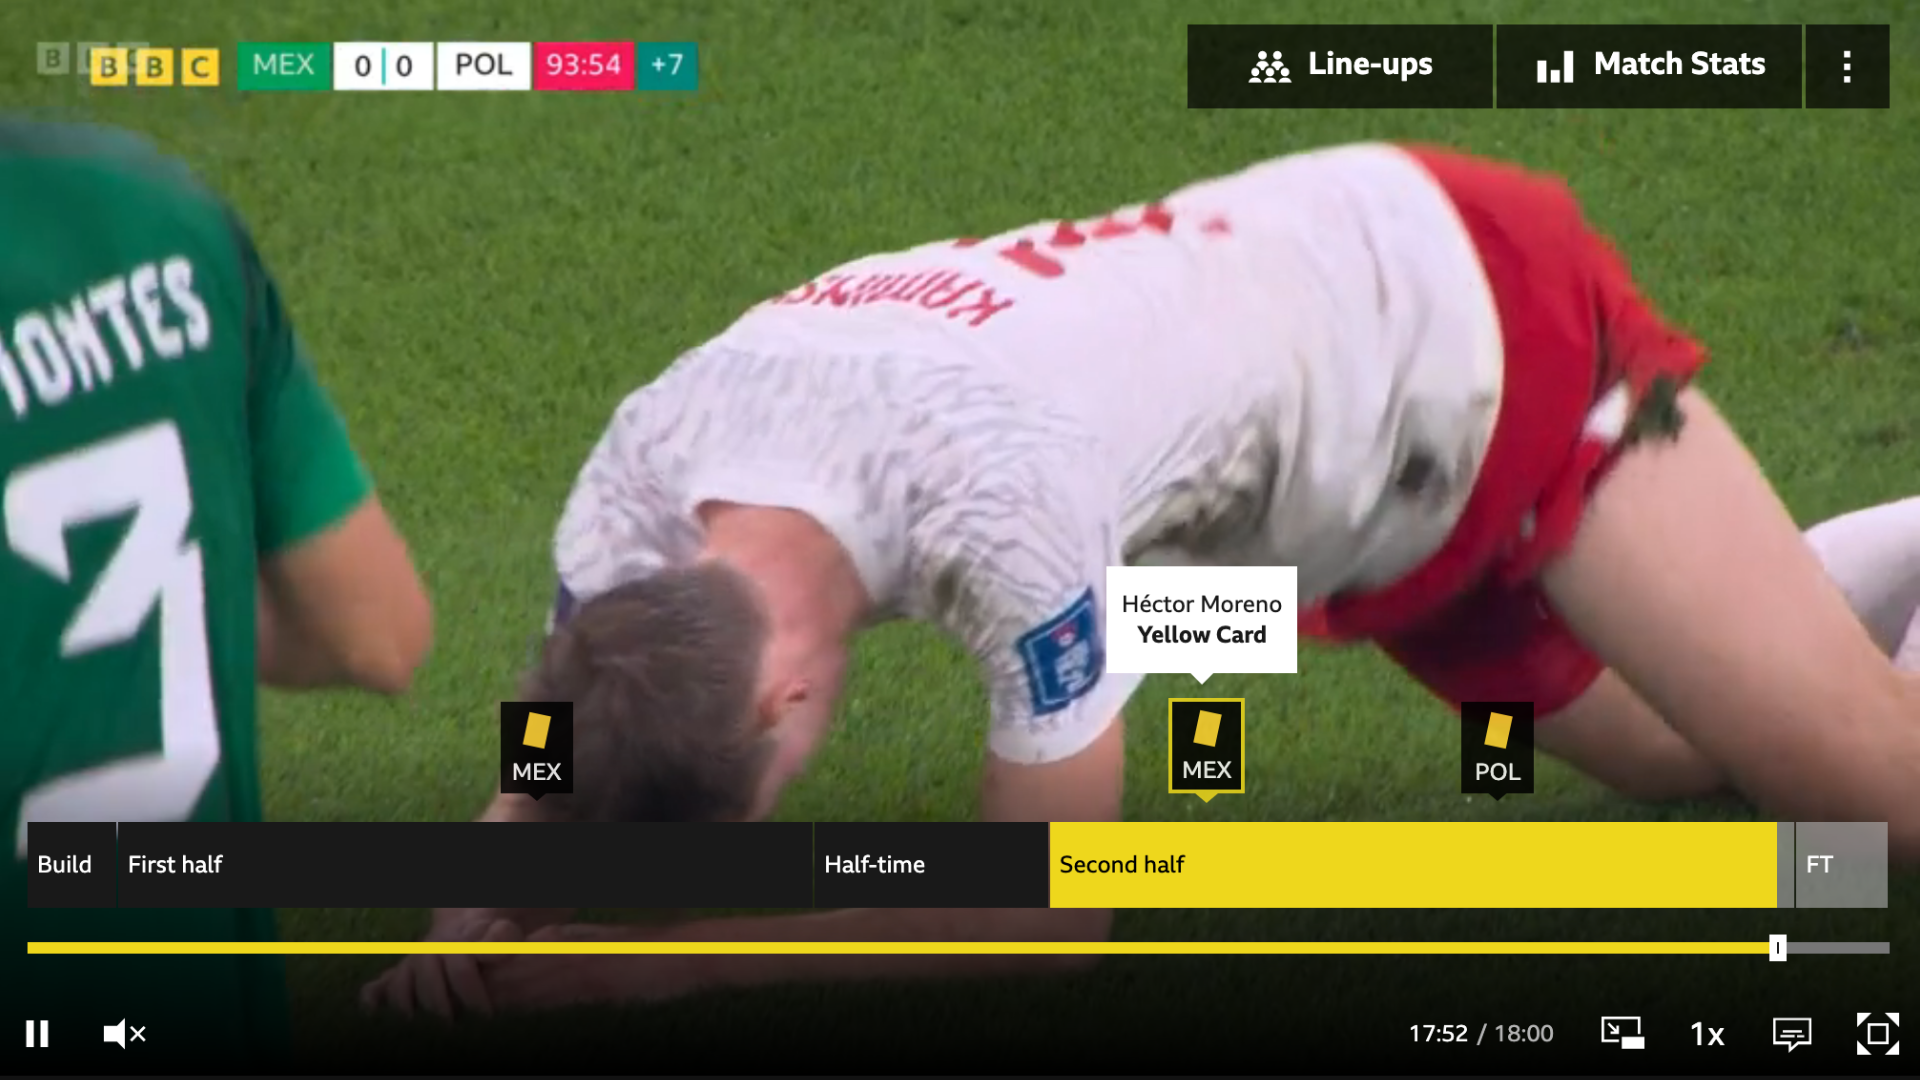 BBC
BBC MEX 0 0 POL 93:54 +7
Line-ups
Match Stats
3
Héctor Moreno
Yellow Card
MEX
MEX
POL
Build
First half
Half-time
Second half
FT
17:52 / 18:00
1x